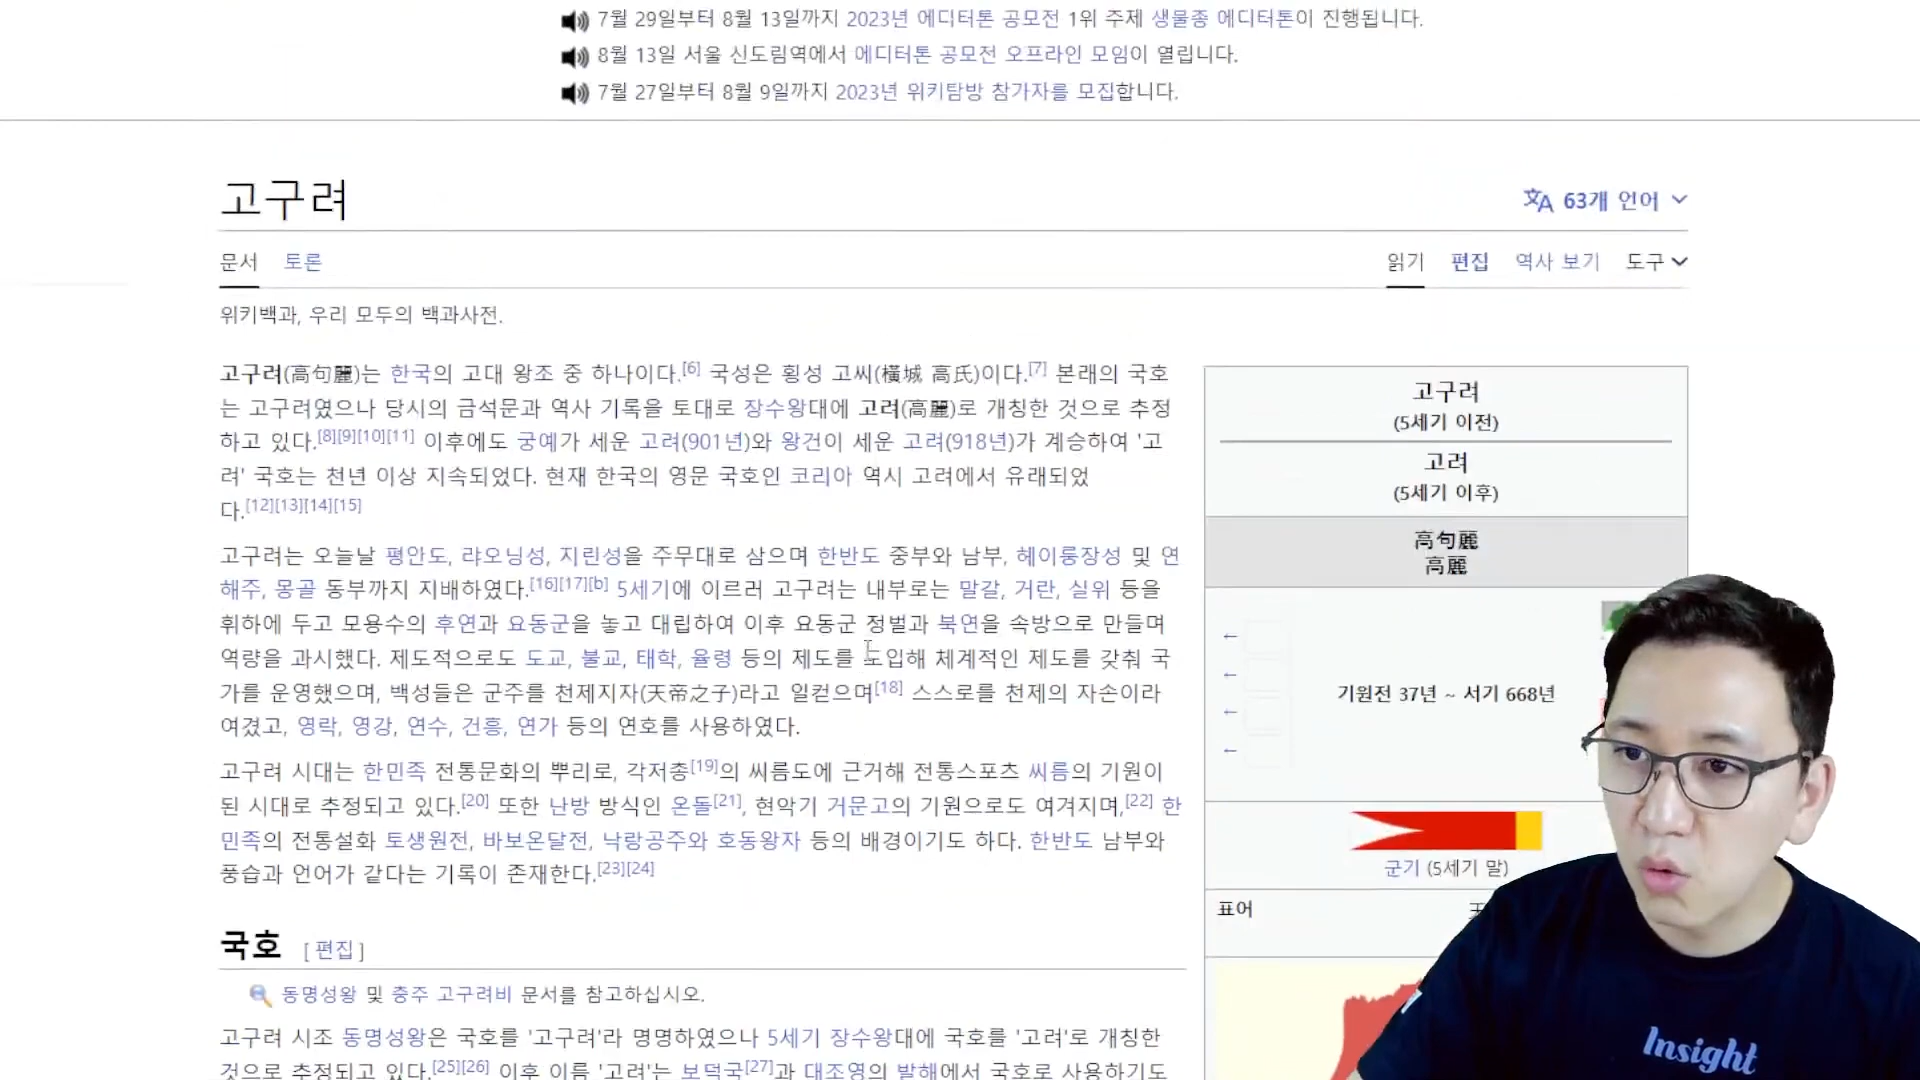 7월 29일부터 8월 13일까지 2023년 에디터톤 공모전 1위 주제 생물종 에디터톤이 진행됩니다.
8월 13일 서울 신도림역에서 에디터톤 공모전 오프라인 모임이 열립니다.
7월 27일부터 8월 9일까지 2023년 위키탐방 참가자를 모집합니다.
고구려
63개 언어
문서 토론
읽기 편집 역사 보기 도구
위키백과, 우리 모두의 백과사전.
고구려(高句麗)는 한국의 고대 왕조 중 하나이다.[6] 국성은 횡성 고씨(橫城 高氏)이다.[7] 본래의 국호
는 고구려였으나 당시의 금석문과 역사 기록을 토대로 장수왕대에 고려(高麗)로 개칭한 것으로 추정
하고 있다.[8][9][10][11] 이후에도 궁예가 세운 고려(901년)와 왕건이 세운 고려(918년)가 계승하여 '고
려' 국호는 천년 이상 지속되었다. 현재 한국의 영문 국호인 코리아 역시 고려에서 유래되었
다.[12][13][14][15]
고구려는 오늘날 평안도, 랴오닝성, 지린성을 주무대로 삼으며 한반도 중부와 남부, 헤이룽장성 및 연
해주, 몽골 동부까지 지배하였다.[16][17][b] 5세기에 이르러 고구려는 내부로는 말갈, 거란, 실위 등을
휘하에 두고 모용수의 후연과 요동군을 놓고 대립하여 이후 요동군 정벌과 북연을 속방으로 만들며
역량을 과시했다. 제도적으로도 도교, 불교, 태학, 율령 등의 제도를 도입해 체계적인 제도를 갖춰 국
가를 운영했으며, 백성들은 군주를 천제지자(天帝之子)라고 일컫으며[18] 스스로를 천제의 자손이라
여겼고, 영락, 영강, 연수, 건흥, 연가 등의 연호를 사용하였다.
고구려 시대는 한민족 전통문화의 뿌리로, 각저총[19]의 씨름도에 근거해 전통스포츠 씨름의 기원이
된 시대로 추정되고 있다.[20] 또한 난방 방식인 온돌[21], 현악기 거문고의 기원으로도 여겨지며,[22] 한
민족의 전통설화 토생원전, 바보온달전, 낙랑공주와 호동왕자 등의 배경이기도 하다. 한반도 남부와
풍습과 언어가 같다는 기록이 존재한다.[23][24]
국호 [편집]
동명성왕 및 충주 고구려비 문서를 참고하십시오.
고구려 시조 동명성왕은 국호를 '고구려'라 명명하였으나 5세기 장수왕대에 국호를 '고려'로 개칭한
것으로 추정되고 있다.[25][26] 이후 이름 '고려'는 보덕국[27]과 대조영의 발해에서 국호로 사용하기도
고구려
(5세기 이전)
고려
(5세기 이후)
高句麗
高麗
←
←
←
←
기원전 37년 ~ 서기 668년
군기 (5세기 말)
표어
Insight